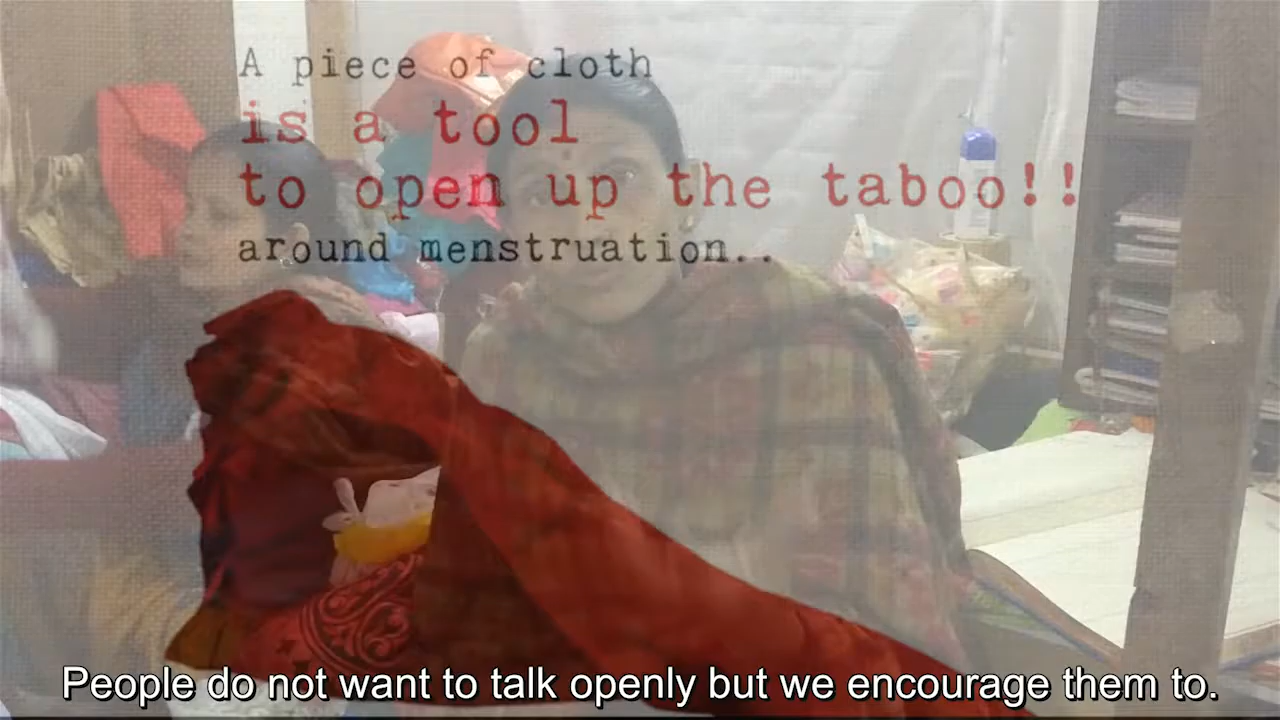 A piece of cloth
is a tool
to open up the taboo!!
around menstruation..
People do not want to talk openly but we encourage them to.